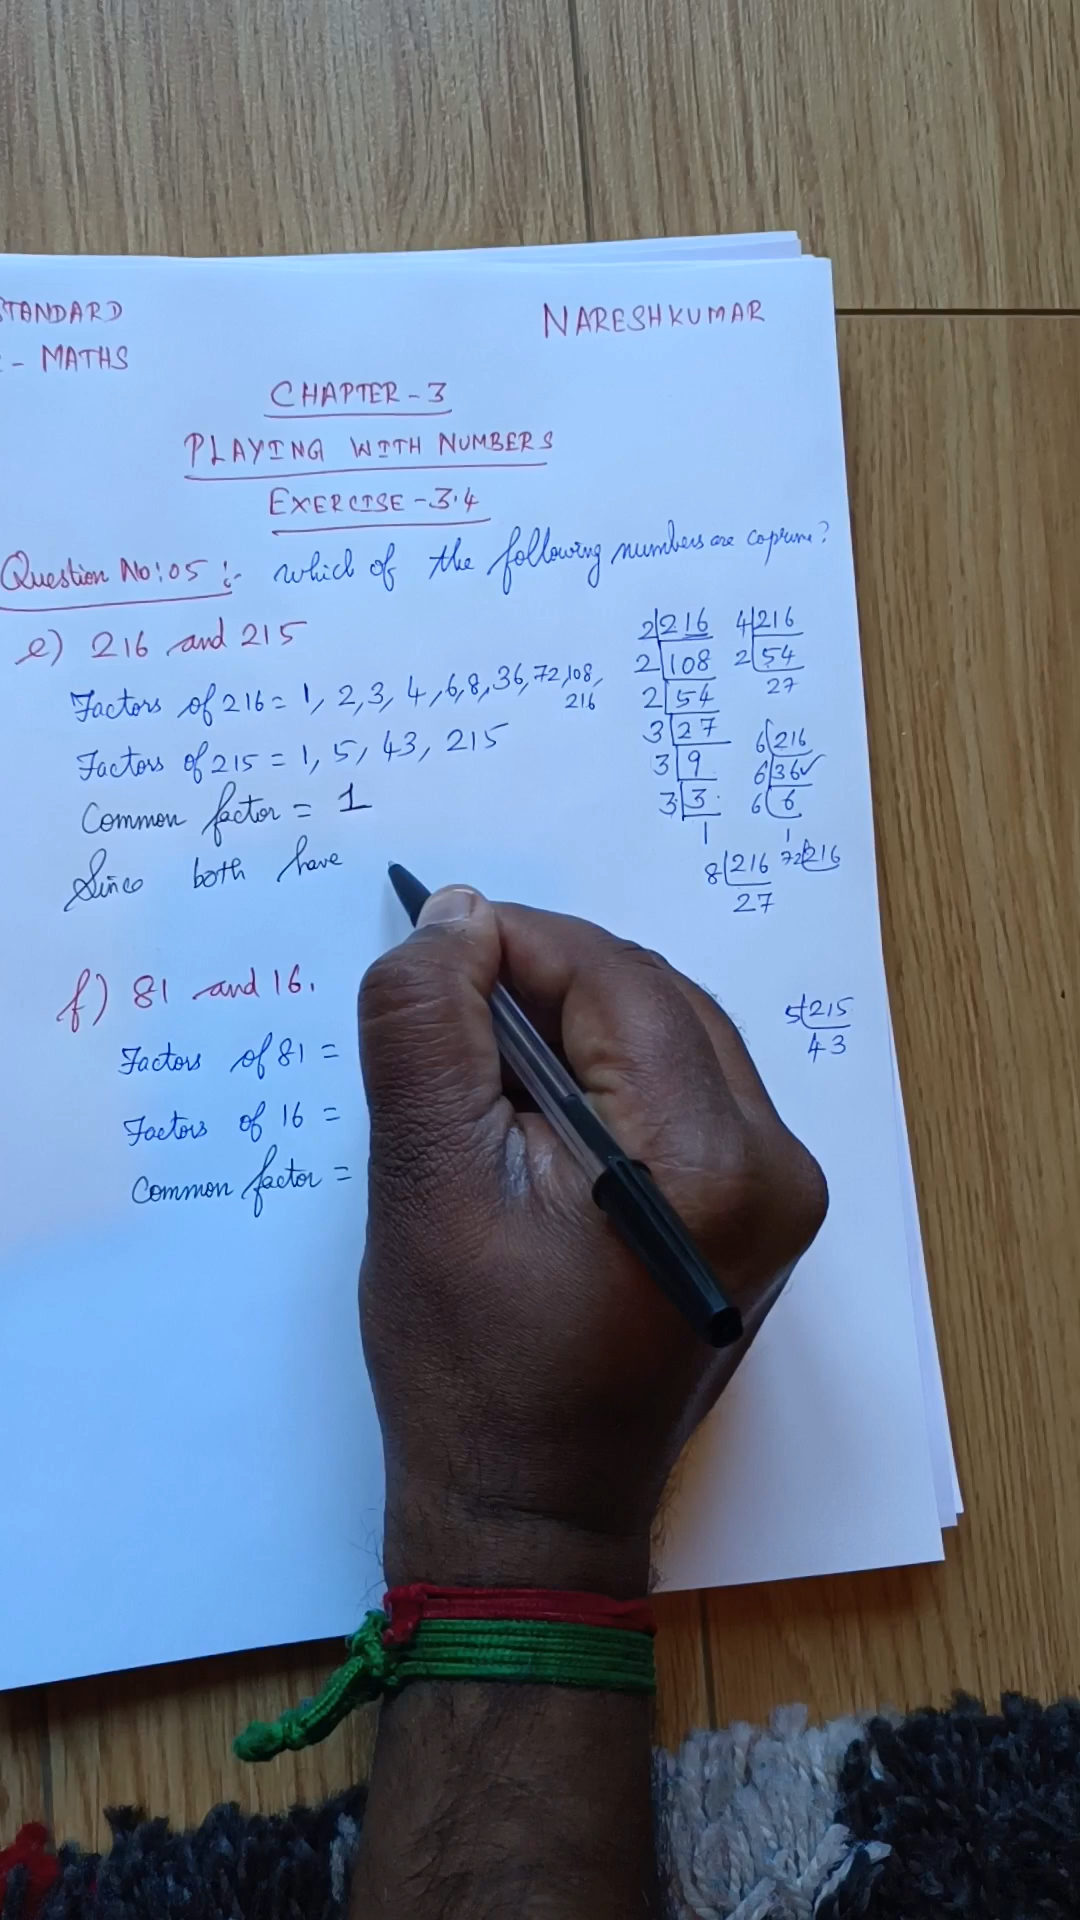 STANDARD
NARESHKUMAR
- MATHS
CHAPTER - 3
PLAYING WITH NUMBERS
EXERCISE - 3.4
Question No: 05 :- which of the following numbers are coprime?
e) 216 and 215
Factors of 216 = 1, 2, 3, 4, 6, 8, 36, 72, 108,
216
Factors of 215 = 1, 5, 43, 215
Common factor = 1
Since both have
f) 81 and 16.
Factors of 81 =
Factors of 16 =
Common factor =
2 216
2 108
2 54
3 27
3 9
3 3
1
4 216
2 54
27
6 216
6 36 ✓
6 6
1
8 216
27
72 216
5 215
43